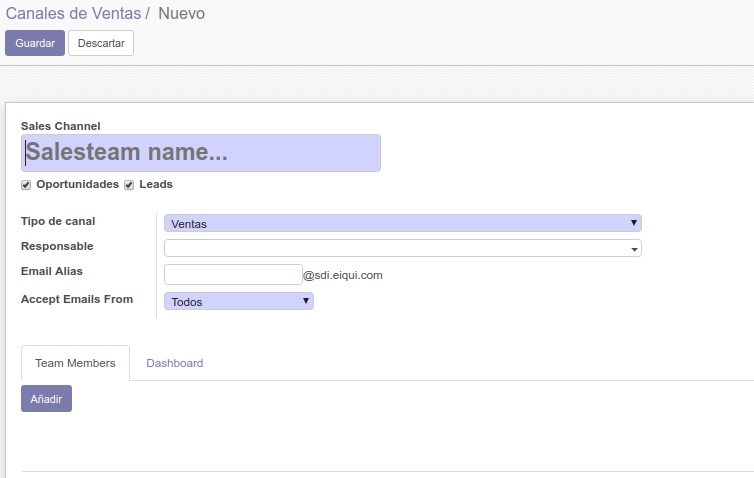 Canales de Ventas / Nuevo
Guardar Descartar
Sales Channel
Salesteam name...
Oportunidades Leads
Tipo de canal Ventas
Responsable
Email Alias @sdi.eiqui.com
Accept Emails From Todos
Team Members Dashboard
Añadir